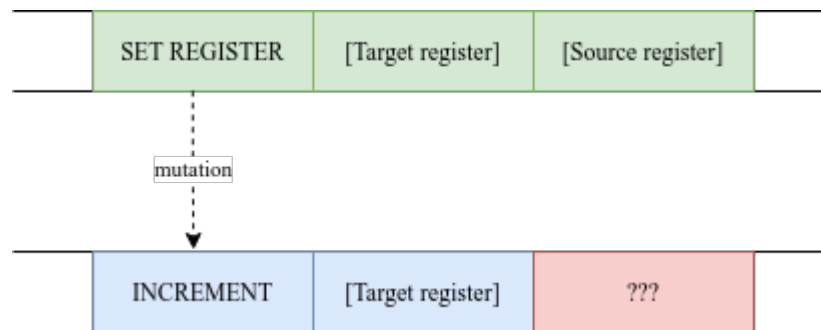 SET REGISTER [Target register] [Source register]
mutation
INCREMENT [Target register] ???